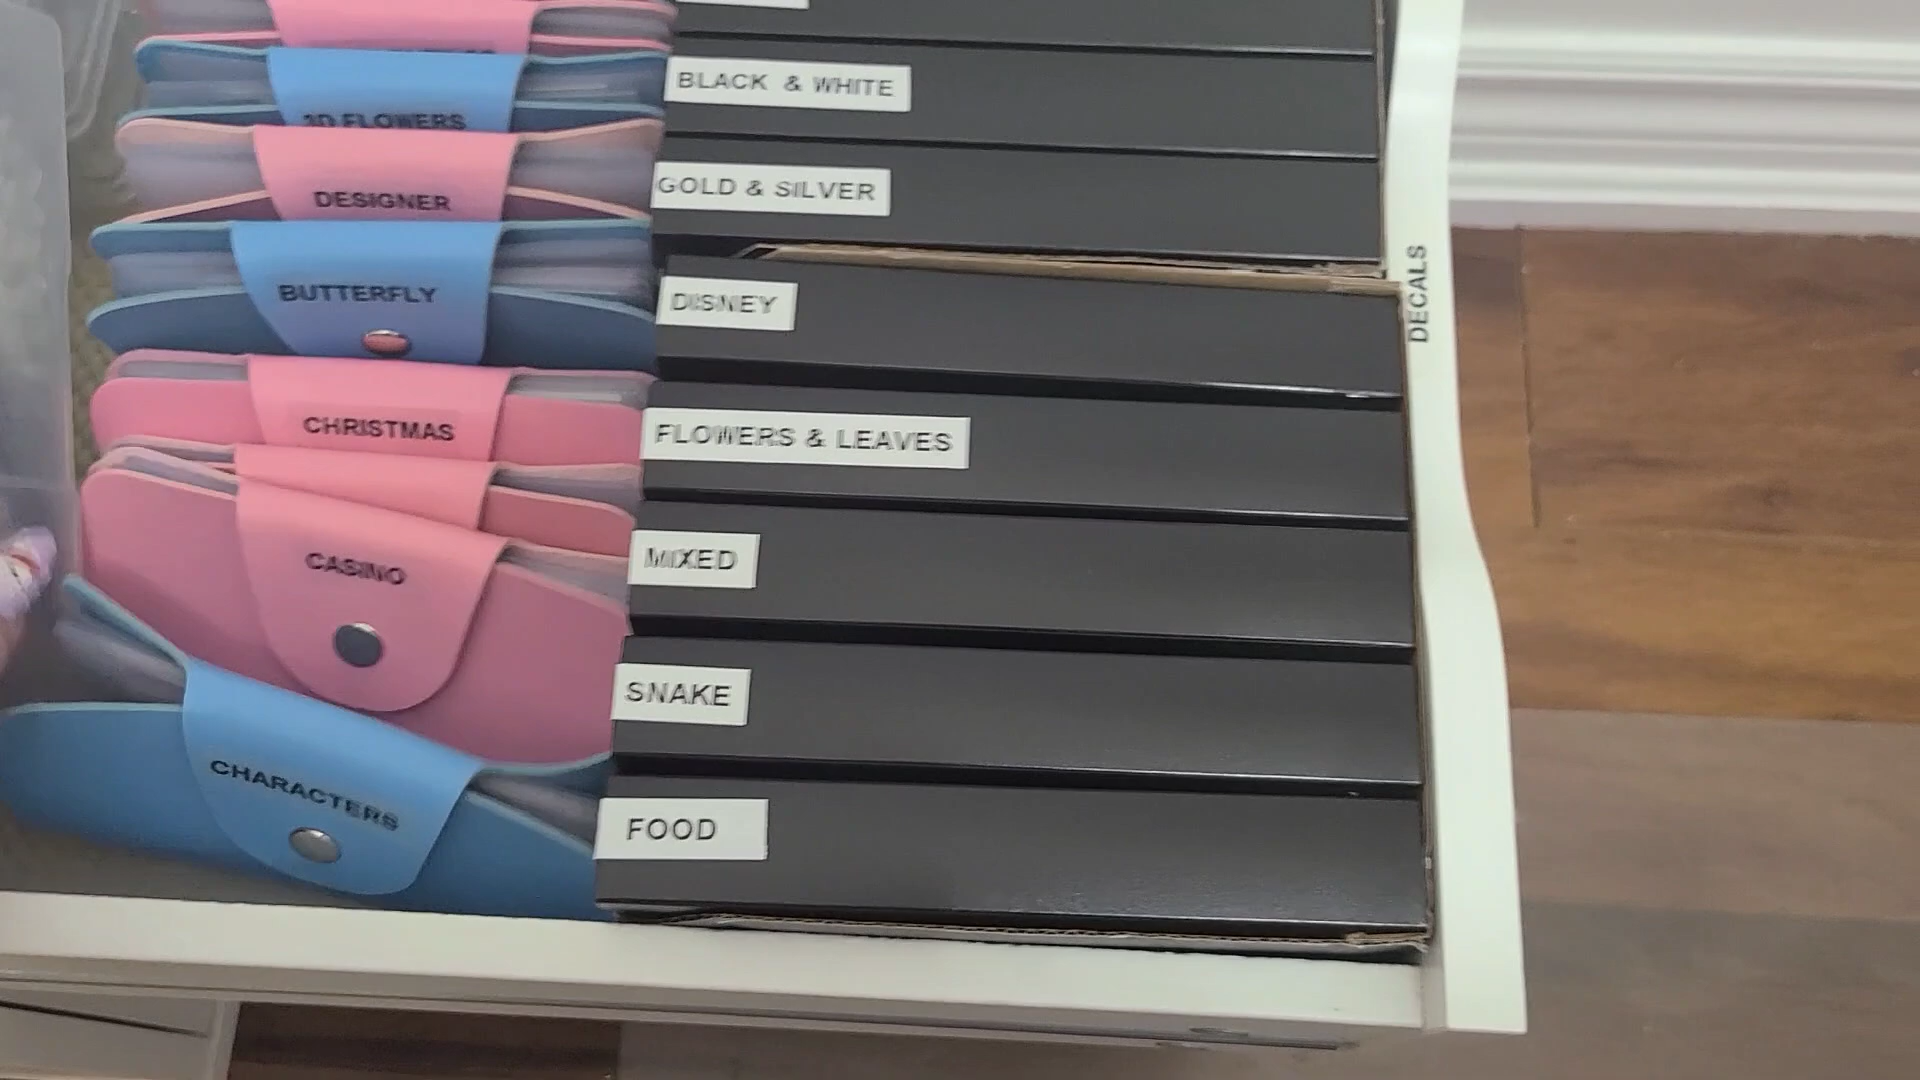 3D FLOWERS
DESIGNER
BUTTERFLY
CHRISTMAS
CASINO
CHARACTERS
BLACK & WHITE
GOLD & SILVER
DISNEY
FLOWERS & LEAVES
MIXED
SNAKE
FOOD
DECALS